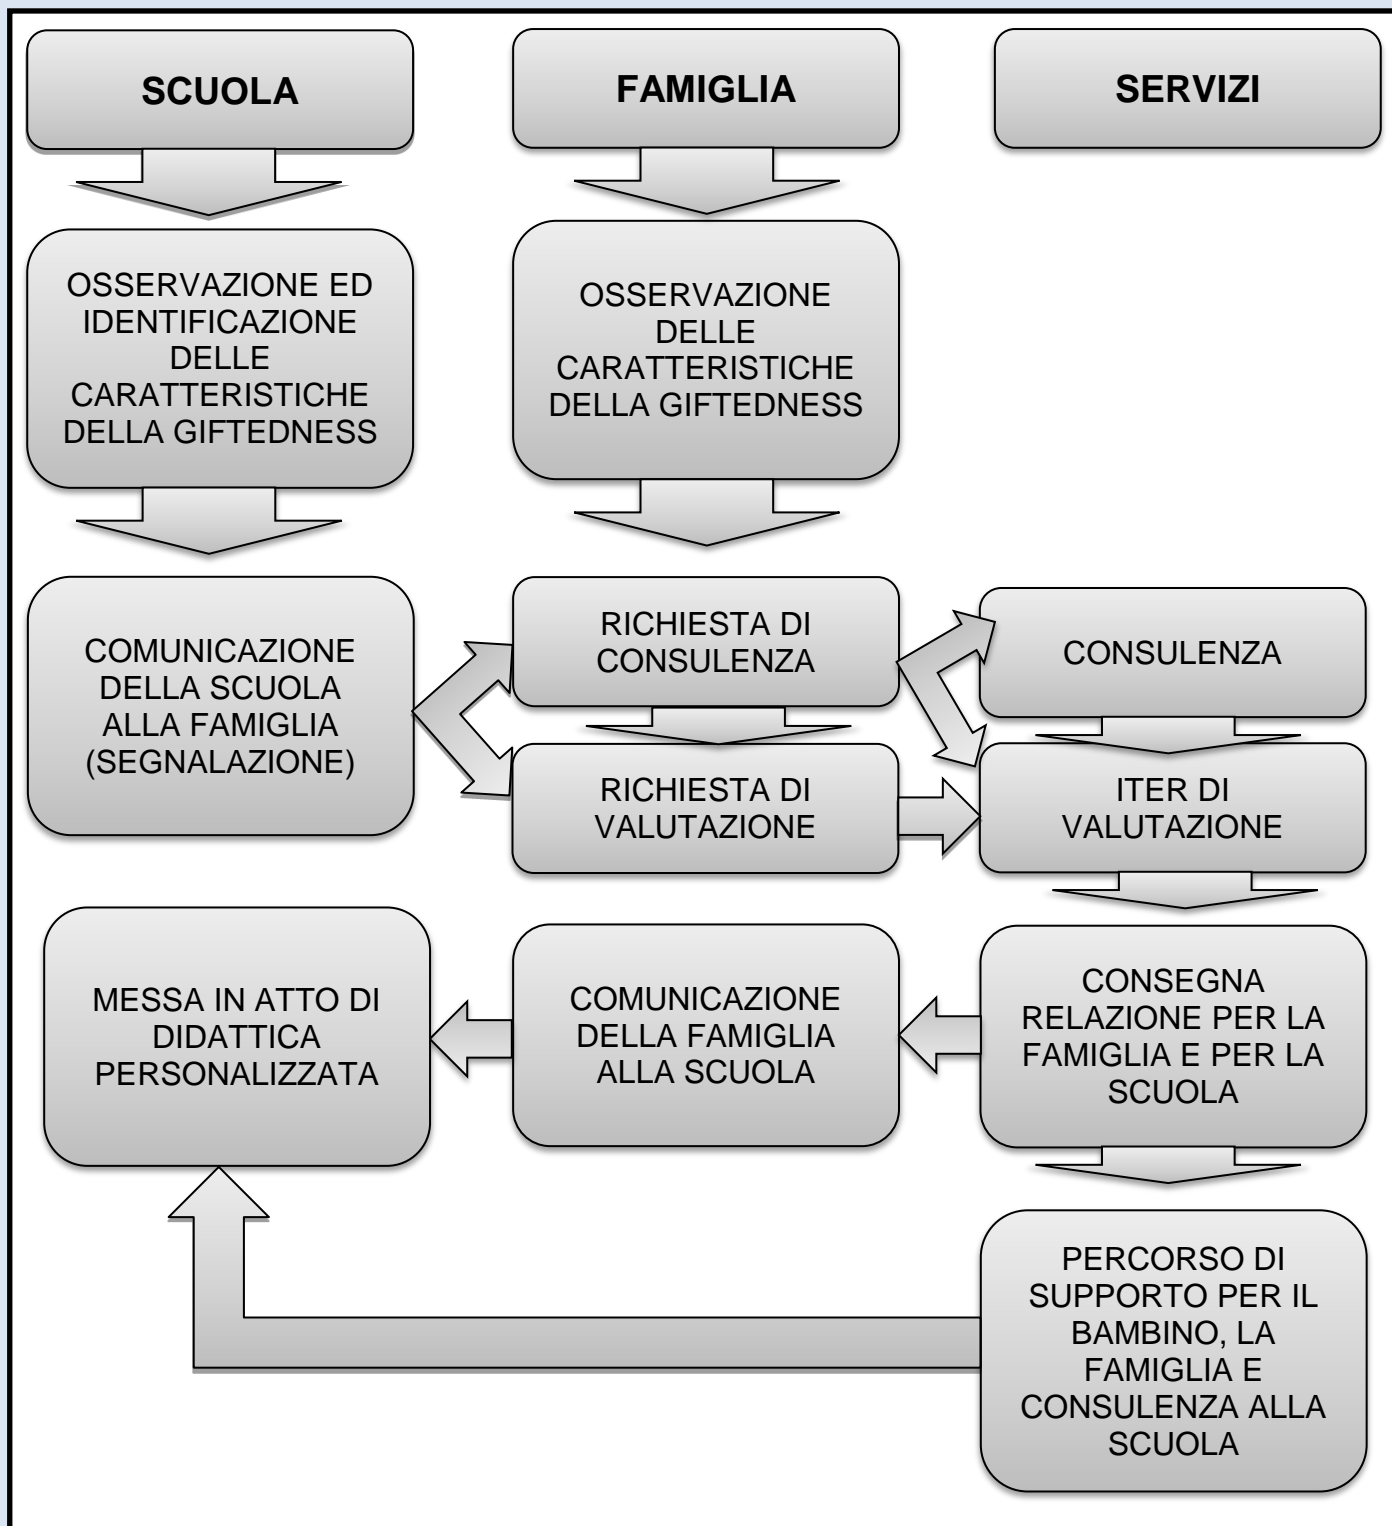 SCUOLA
FAMIGLIA
SERVIZI
OSSERVAZIONE ED
IDENTIFICAZIONE
DELLE
CARATTERISTICHE
DELLA GIFTEDNESS
OSSERVAZIONE
DELLE
CARATTERISTICHE
DELLA GIFTEDNESS
COMUNICAZIONE
DELLA SCUOLA
ALLA FAMIGLIA
(SEGNALAZIONE)
RICHIESTA DI
CONSULENZA
CONSULENZA
RICHIESTA DI
VALUTAZIONE
ITER DI
VALUTAZIONE
MESSA IN ATTO DI
DIDATTICA
PERSONALIZZATA
COMUNICAZIONE
DELLA FAMIGLIA
ALLA SCUOLA
CONSEGNA
RELAZIONE PER LA
FAMIGLIA E PER LA
SCUOLA
PERCORSO DI
SUPPORTO PER IL
BAMBINO, LA
FAMIGLIA E
CONSULENZA ALLA
SCUOLA